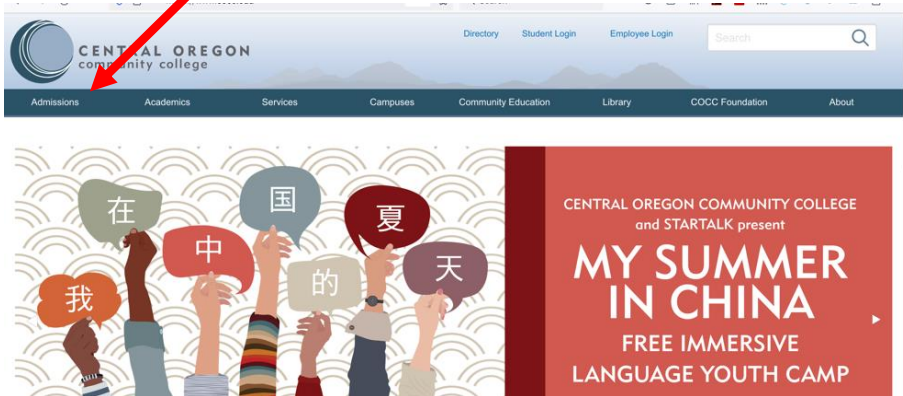 Directory Student Login Employee Login Search
CENTRAL OREGON
community college
Admissions Academics Services Campuses Community Education Library COCC Foundation About
我 在 中 国 的 夏 天
CENTRAL OREGON COMMUNITY COLLEGE
and STARTALK present
MY SUMMER
IN CHINA
FREE IMMERSIVE
LANGUAGE YOUTH CAMP